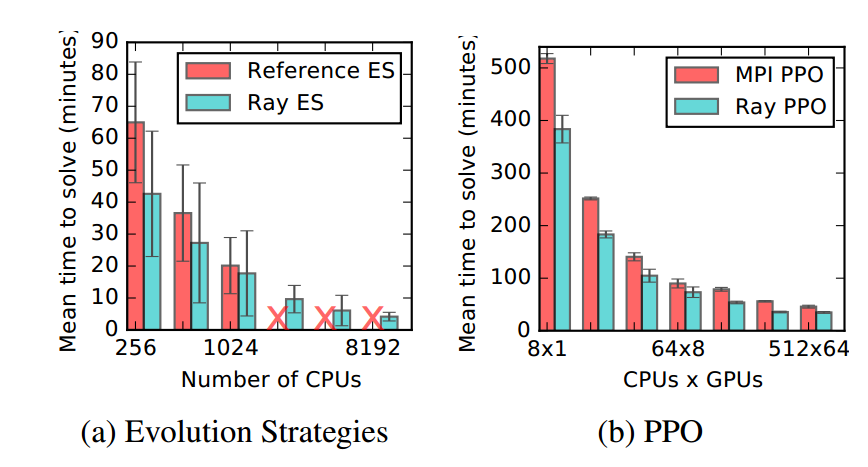 Mean time to solve (minutes)
90
80
70
60
50
40
30
20
10
0
Reference ES
Ray ES
X X X
256 1024 8192
Number of CPUs
(a) Evolution Strategies
Mean time to solve (minutes)
500
400
300
200
100
0
MPI PPO
Ray PPO
8x1 64x8 512x64
CPUs x GPUs
(b) PPO